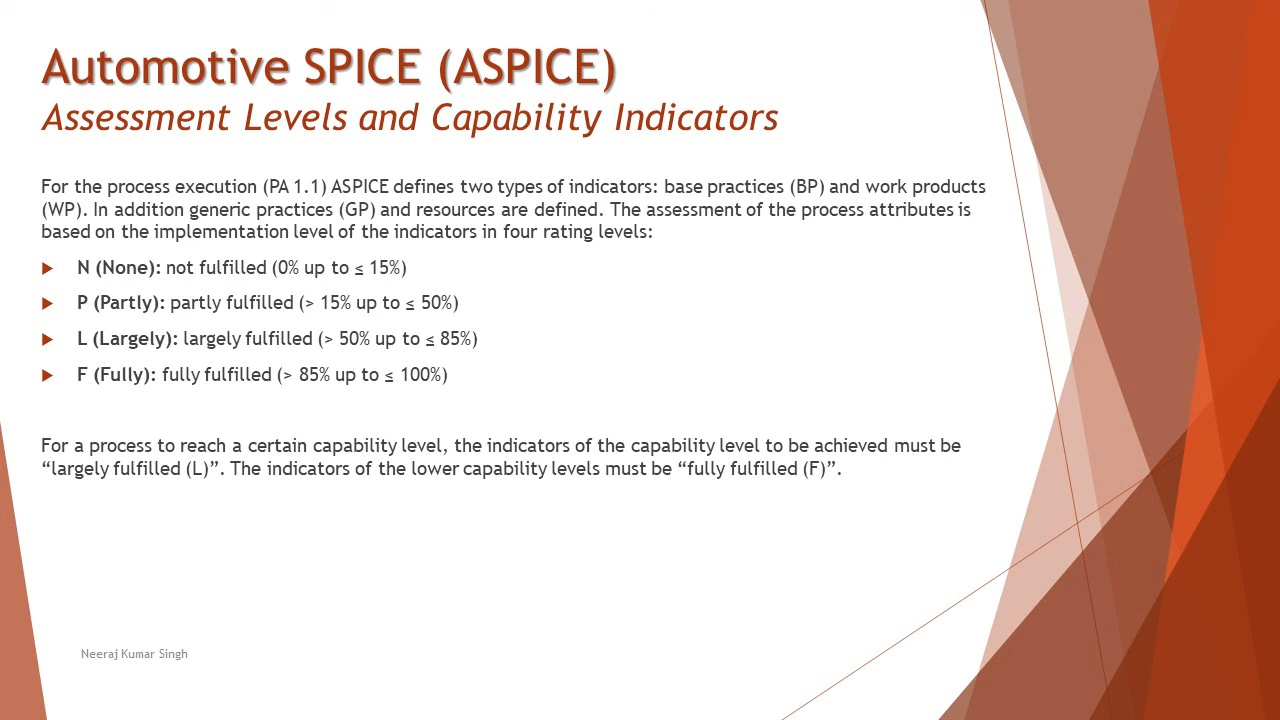 Automotive SPICE (ASPICE)
Assessment Levels and Capability Indicators
For the process execution (PA 1.1) ASPICE defines two types of indicators: base practices (BP) and work products
(WP). In addition generic practices (GP) and resources are defined. The assessment of the process attributes is
based on the implementation level of the indicators in four rating levels:
N (None): not fulfilled (0% up to ≤ 15%)
P (Partly): partly fulfilled (> 15% up to ≤ 50%)
L (Largely): largely fulfilled (> 50% up to ≤ 85%)
F (Fully): fully fulfilled (> 85% up to ≤ 100%)
For a process to reach a certain capability level, the indicators of the capability level to be achieved must be
“largely fulfilled (L)”. The indicators of the lower capability levels must be “fully fulfilled (F)”.
Neeraj Kumar Singh